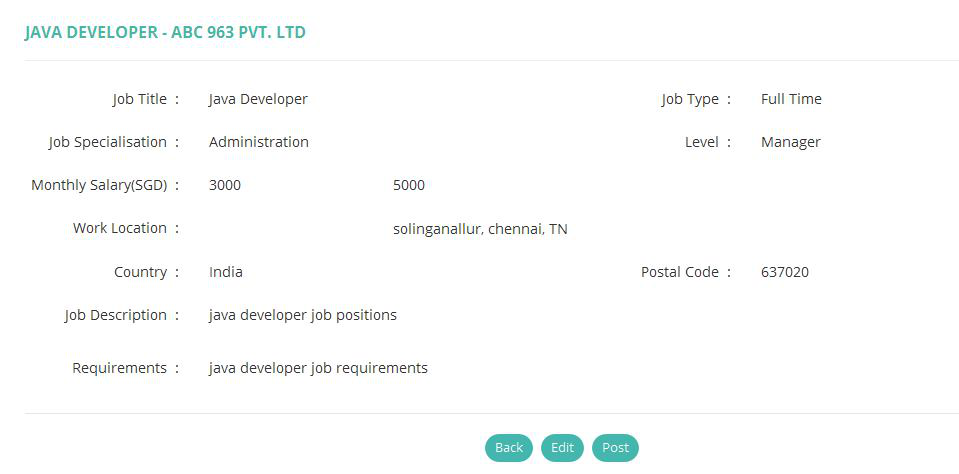 JAVA DEVELOPER - ABC 963 PVT. LTD
Job Title : Java Developer Job Type : Full Time
Job Specialisation : Administration Level : Manager
Monthly Salary(SGD) : 3000 5000
Work Location : solinganallur, chennai, TN
Country : India Postal Code : 637020
Job Description : java developer job positions
Requirements : java developer job requirements
Back Edit Post